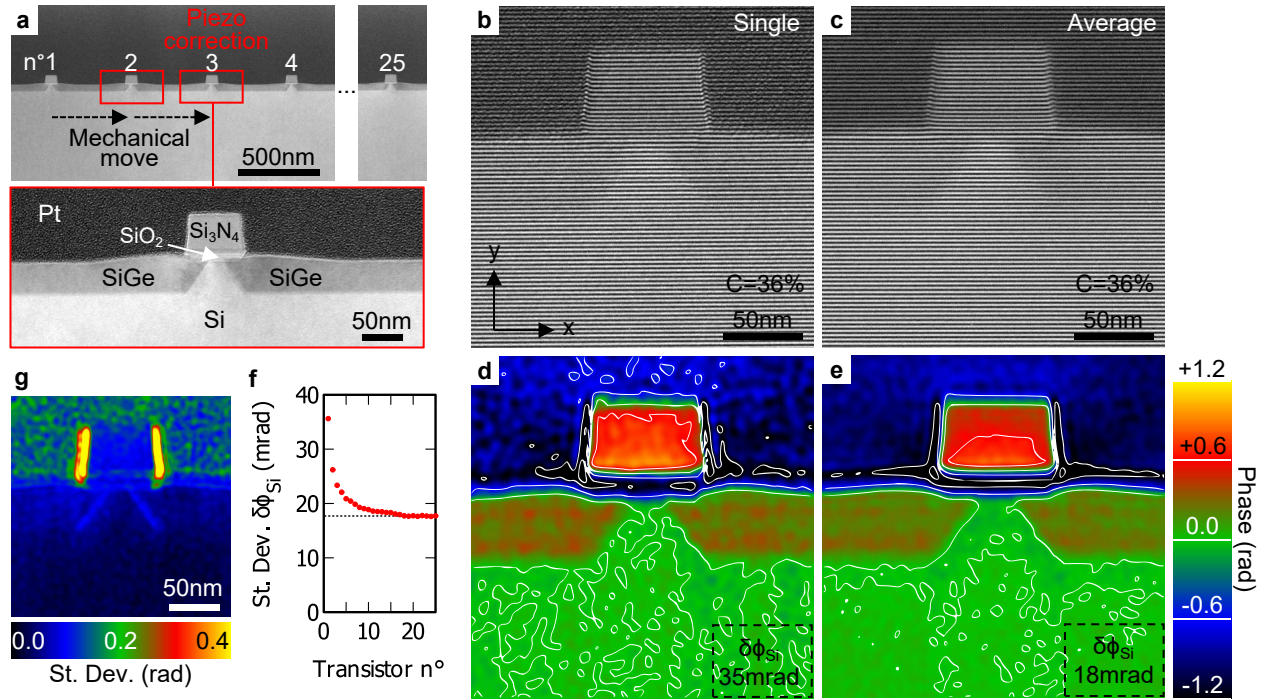 a
Piezo
correction
n°1
2
3
4
25
...
Mechanical
move
500nm
Pt
Si₃N₄
SiO₂
SiGe
SiGe
Si
50nm
b
Single
y
x
C=36%
50nm
c
Average
C=36%
50nm
g
50nm
0.0
0.2
0.4
St. Dev. (rad)
f
St. Dev. δϕSi (mrad)
40
30
20
10
0
0
10
20
Transistor n°
d
δϕSi
35mrad
e
δϕSi
18mrad
+1.2
+0.6
0.0
-0.6
-1.2
Phase (rad)